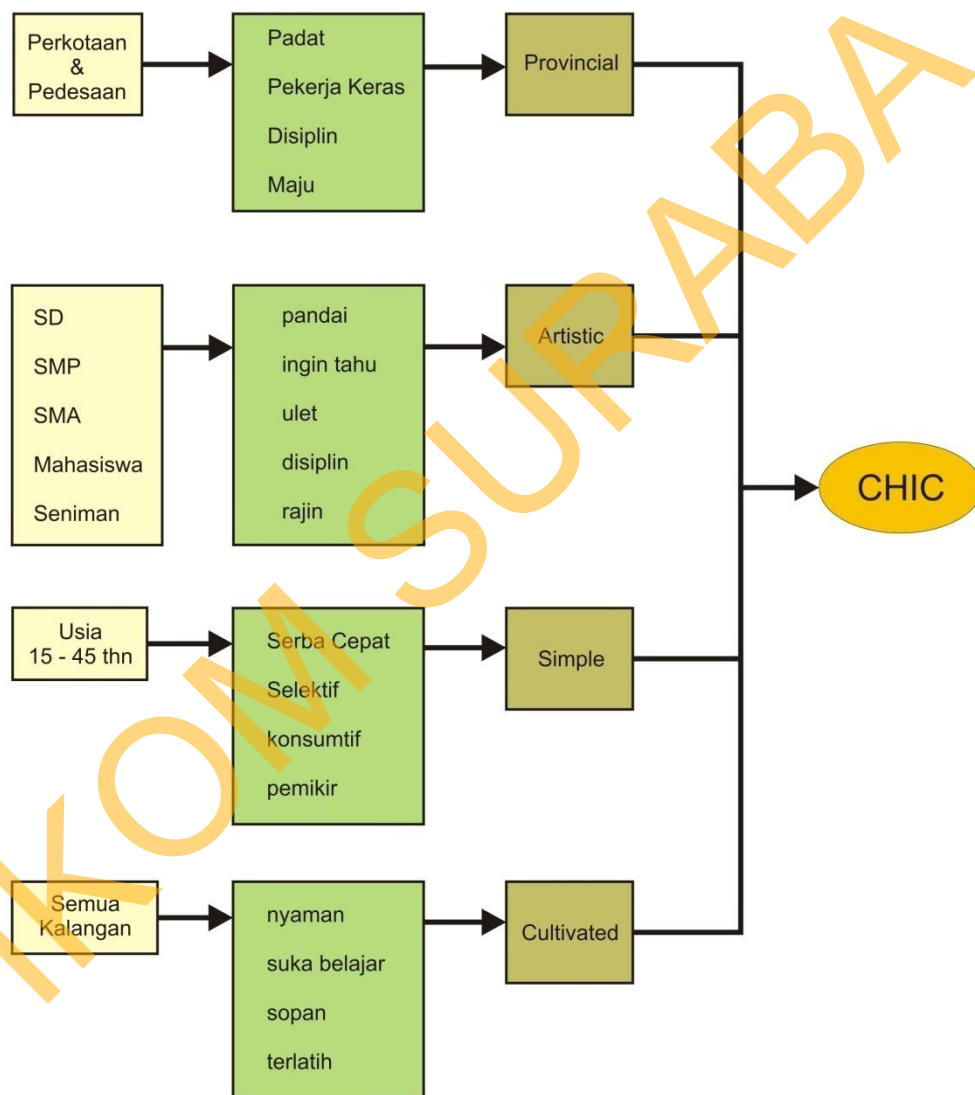 Perkotaan
&
Pedesaan
Padat
Pekerja Keras
Disiplin
Maju
Provincial
SD
SMP
SMA
Mahasiswa
Seniman
pandai
ingin tahu
ulet
disiplin
rajin
Artistic
CHIC
Usia
15 - 45 thn
Serba Cepat
Selektif
konsumtif
pemikir
Simple
Semua
Kalangan
nyaman
suka belajar
sopan
terlatih
Cultivated
IKOM SURABA